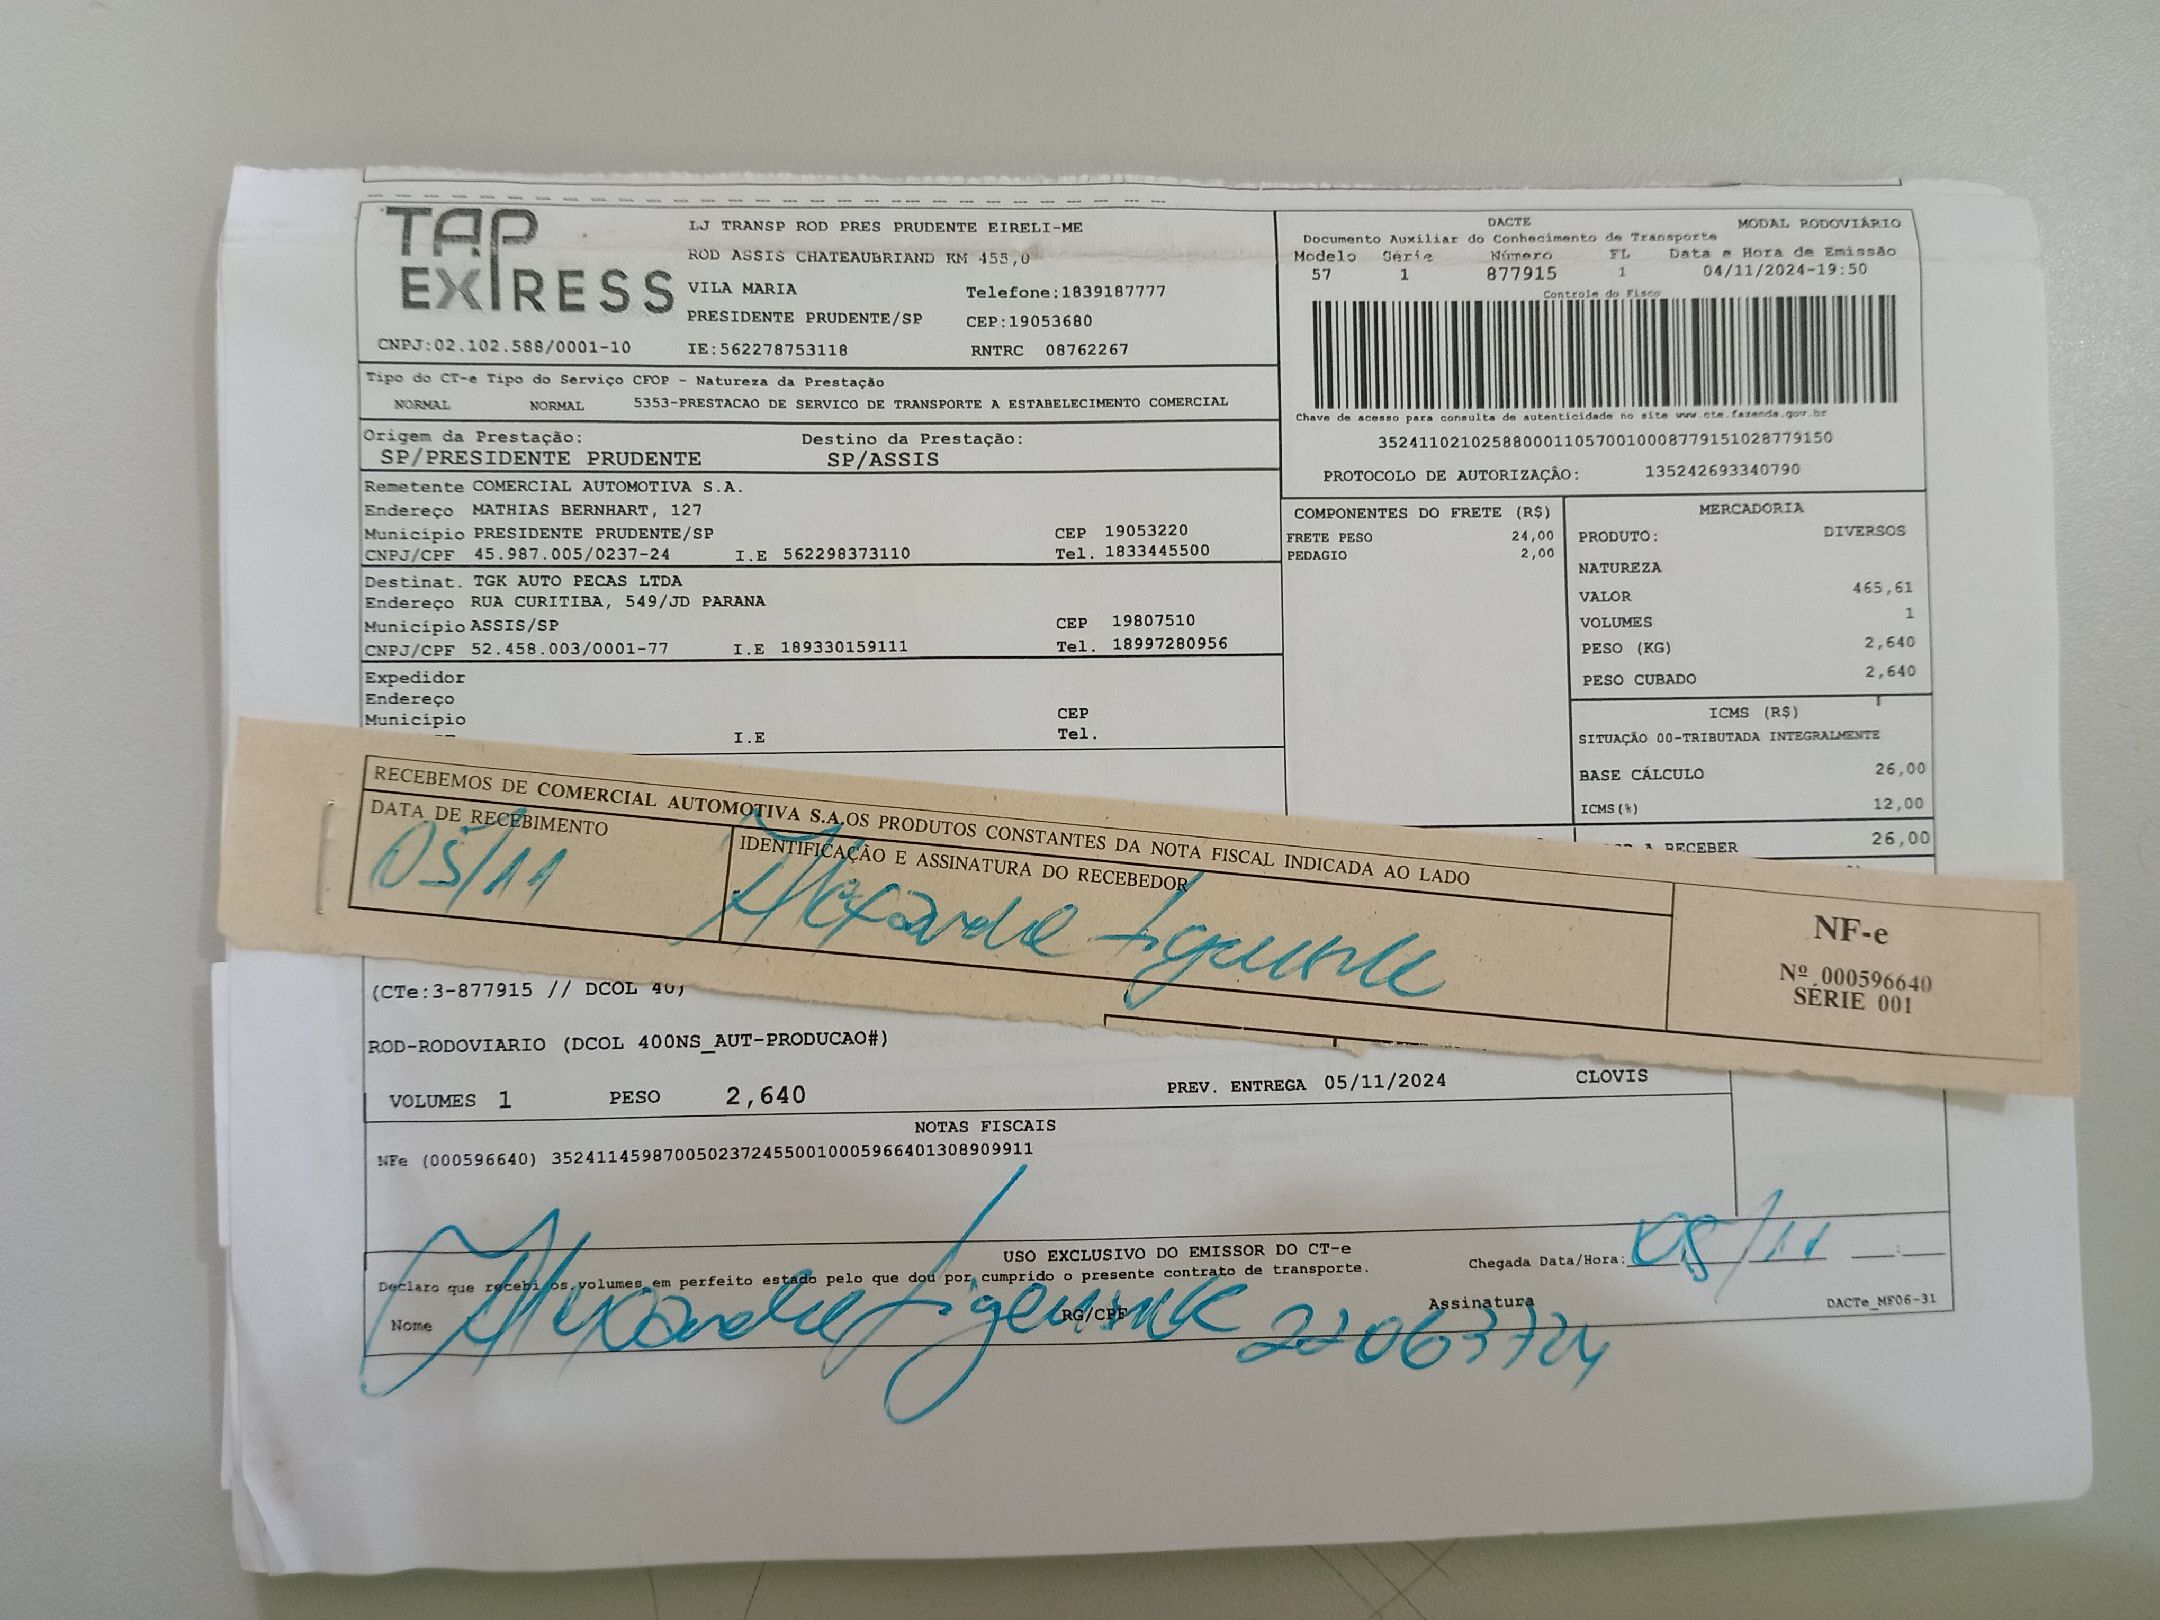 TAP EXPRESS
LJ TRANSP ROD PRES PRUDENTE EIRELI-ME
ROD ASSIS CHATEAUBRIAND KM 455,0
VILA MARIA Telefone:1839187777
PRESIDENTE PRUDENTE/SP CEP:19053680
CNPJ:02.102.588/0001-10 IE:562278753118 RNTRC 08762267
DACTE MODAL RODOVIÁRIO
Documento Auxiliar do Conhecimento de Transporte
Modelo Série Número FL Data e Hora de Emissão
57 1 877915 1 04/11/2024-19:50
Controle do Fisco
Chave de acesso para consulta de autenticidade no site www.cte.fazenda.gov.br
35241102102588000110570010008779151028779150
PROTOCOLO DE AUTORIZAÇÃO: 135242693340790
Tipo do CT-e Tipo do Serviço CFOP - Natureza da Prestação
NORMAL NORMAL 5353-PRESTACAO DE SERVICO DE TRANSPORTE A ESTABELECIMENTO COMERCIAL
Origem da Prestação: Destino da Prestação:
SP/PRESIDENTE PRUDENTE SP/ASSIS
Remetente COMERCIAL AUTOMOTIVA S.A.
Endereço MATHIAS BERNHART, 127
Município PRESIDENTE PRUDENTE/SP CEP 19053220
CNPJ/CPF 45.987.005/0237-24 I.E 562298373110 Tel. 1833445500
Destinat. TGK AUTO PECAS LTDA
Endereço RUA CURITIBA, 549/JD PARANA
Município ASSIS/SP CEP 19807510
CNPJ/CPF 52.458.003/0001-77 I.E 189330159111 Tel. 18997280956
Expedidor
Endereço
Município CEP
I.E Tel.
COMPONENTES DO FRETE (R$)
FRETE PESO 24,00
PEDAGIO 2,00
MERCADORIA
PRODUTO: DIVERSOS
NATUREZA
VALOR 465,61
VOLUMES 1
PESO (KG) 2,640
PESO CUBADO 2,640
ICMS (R$)
SITUAÇÃO 00-TRIBUTADA INTEGRALMENTE
BASE CÁLCULO 26,00
ICMS(%) 12,00
A RECEBER 26,00
RECEBEMOS DE COMERCIAL AUTOMOTIVA S.A.OS PRODUTOS CONSTANTES DA NOTA FISCAL INDICADA AO LADO
DATA DE RECEBIMENTO IDENTIFICAÇÃO E ASSINATURA DO RECEBEDOR
05/11 Alexandre
NF-e
Nº 000596640
SÉRIE 001
(CTe:3-877915 // DCOL 40)
ROD-RODOVIARIO (DCOL 400NS_AUT-PRODUCAO#)
VOLUMES 1 PESO 2,640 PREV. ENTREGA 05/11/2024 CLOVIS
NOTAS FISCAIS
NFe (000596640) 35241145987005023724550010005966401308909911
USO EXCLUSIVO DO EMISSOR DO CT-e
Declaro que recebi os volumes em perfeito estado pelo que dou por cumprido o presente contrato de transporte.
Chegada Data/Hora: 05/11 __:__
Nome Alexandre RG/CPF Assinatura DACTe_MF06-31